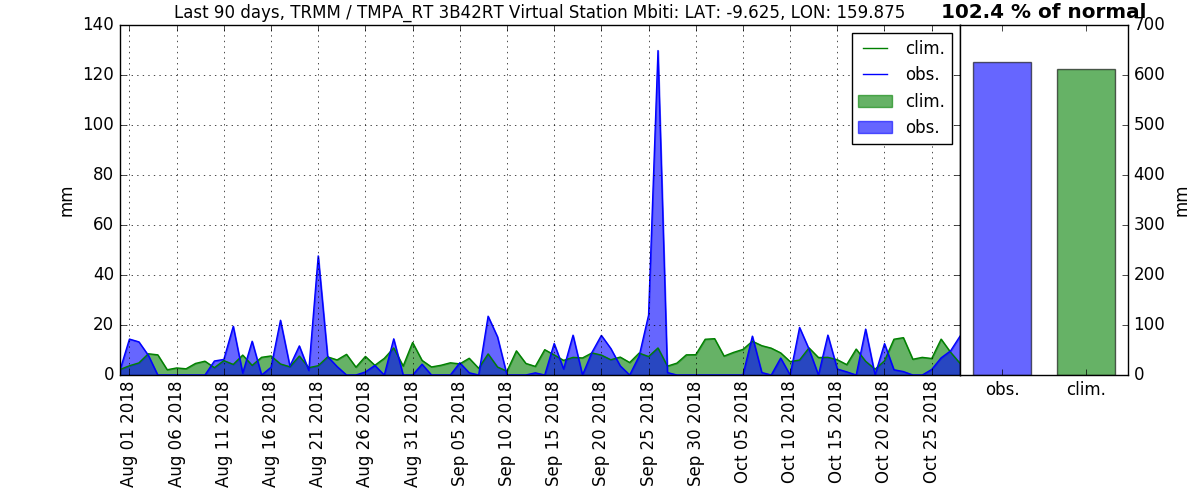 Last 90 days, TRMM / TMPA_RT 3B42RT Virtual Station Mbiti: LAT: -9.625, LON: 159.875
102.4 % of normal
140
120
100
80
60
40
20
0
mm
clim.
obs.
clim.
obs.
700
600
500
400
300
200
100
0
mm
Aug 01 2018
Aug 06 2018
Aug 11 2018
Aug 16 2018
Aug 21 2018
Aug 26 2018
Aug 31 2018
Sep 05 2018
Sep 10 2018
Sep 15 2018
Sep 20 2018
Sep 25 2018
Sep 30 2018
Oct 05 2018
Oct 10 2018
Oct 15 2018
Oct 20 2018
Oct 25 2018
obs.
clim.